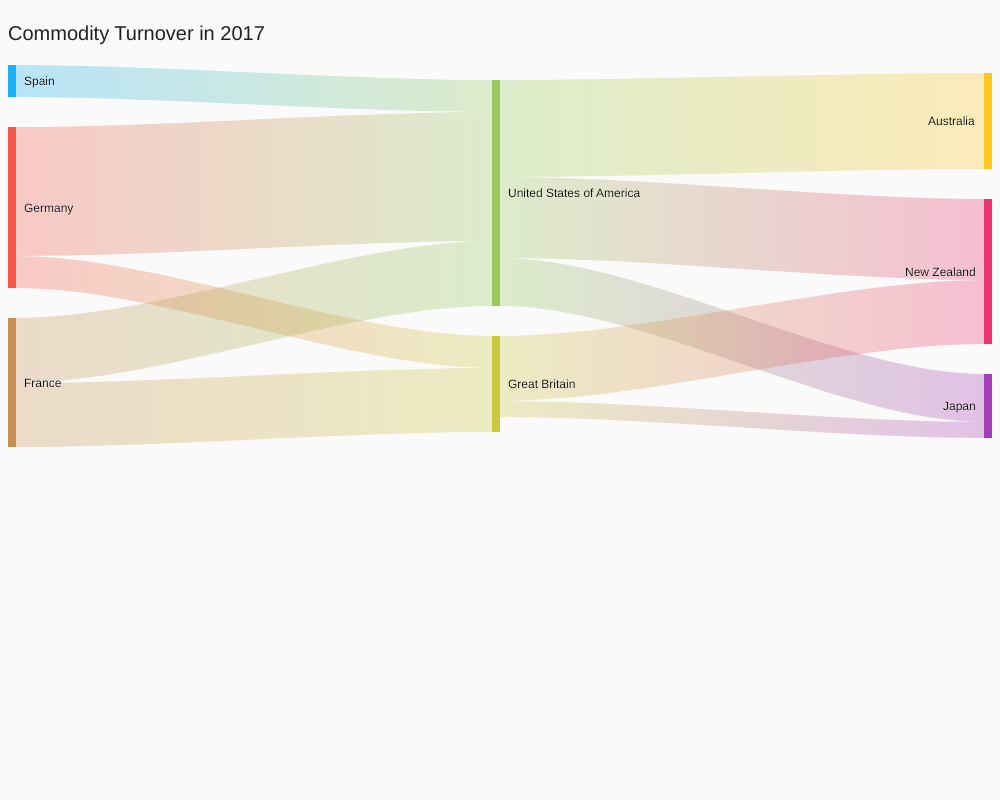 Commodity Turnover in 2017
Spain
Germany
France
United States of America
Great Britain
Australia
New Zealand
Japan